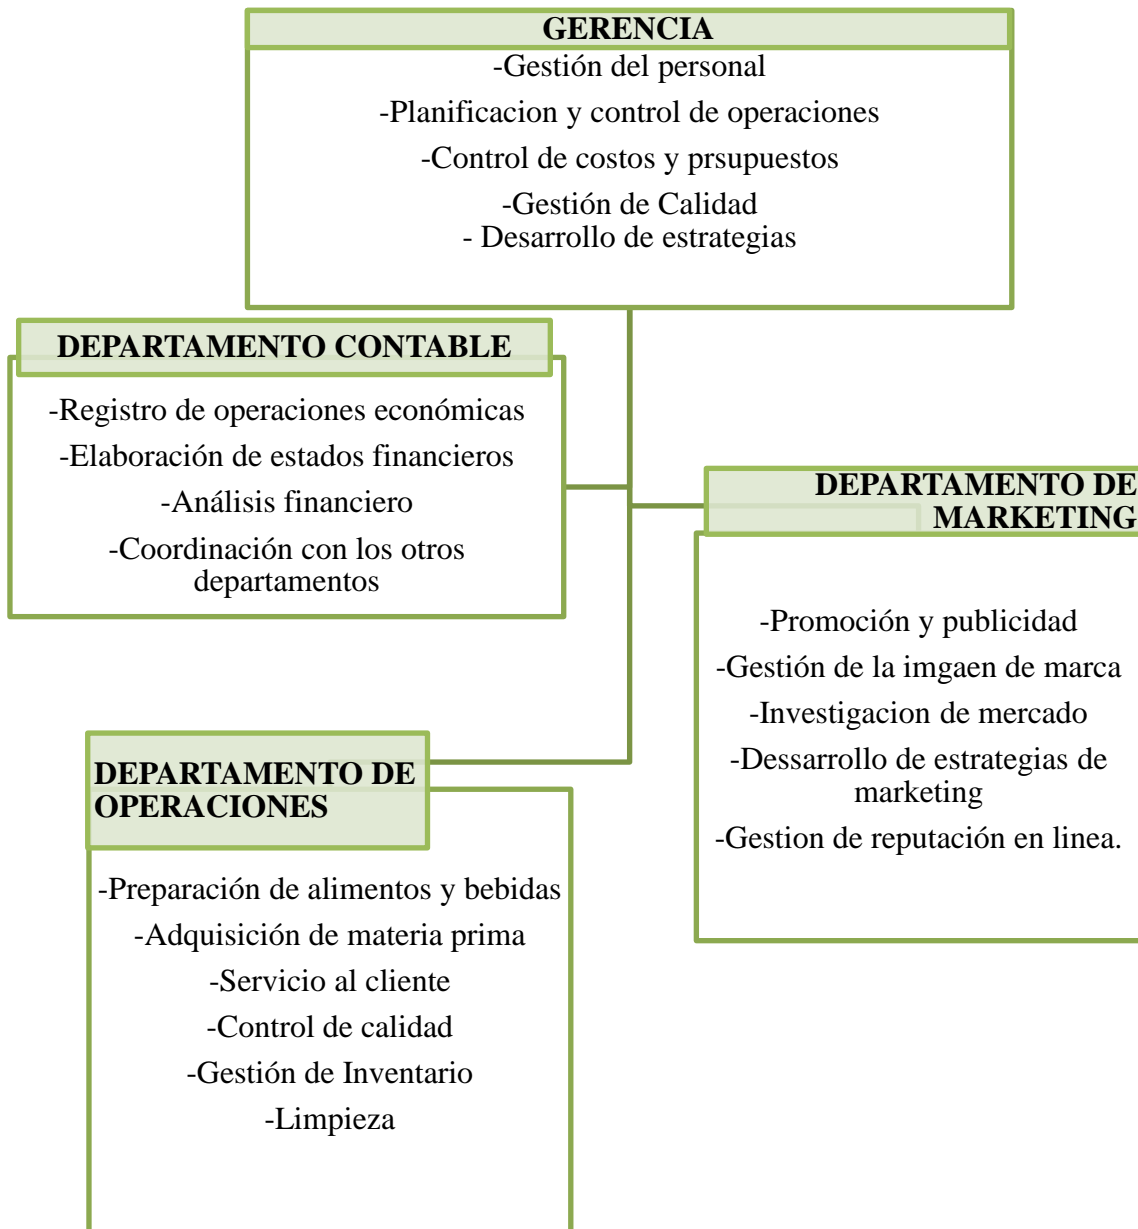 GERENCIA
-Gestión del personal
-Planificacion y control de operaciones
-Control de costos y prsupuestos
-Gestión de Calidad
- Desarrollo de estrategias
DEPARTAMENTO CONTABLE
-Registro de operaciones económicas
-Elaboración de estados financieros
-Análisis financiero
-Coordinación con los otros
departamentos
DEPARTAMENTO DE
MARKETING
-Promoción y publicidad
-Gestión de la imgaen de marca
-Investigacion de mercado
-Dessarrollo de estrategias de
marketing
-Gestion de reputación en linea.
DEPARTAMENTO DE
OPERACIONES
-Preparación de alimentos y bebidas
-Adquisición de materia prima
-Servicio al cliente
-Control de calidad
-Gestión de Inventario
-Limpieza